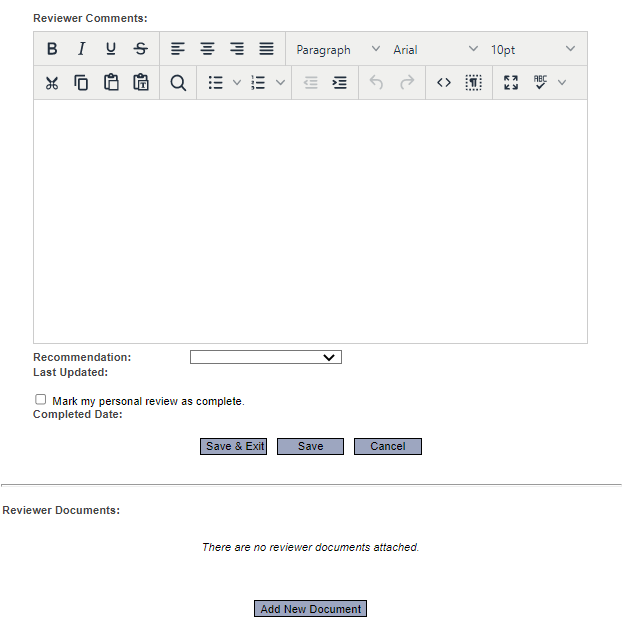 Reviewer Comments:
B I U S Paragraph Arial 10pt
T ABC
Recommendation:
Last Updated:
Mark my personal review as complete.
Completed Date:
Save & Exit Save Cancel
Reviewer Documents:
There are no reviewer documents attached.
Add New Document